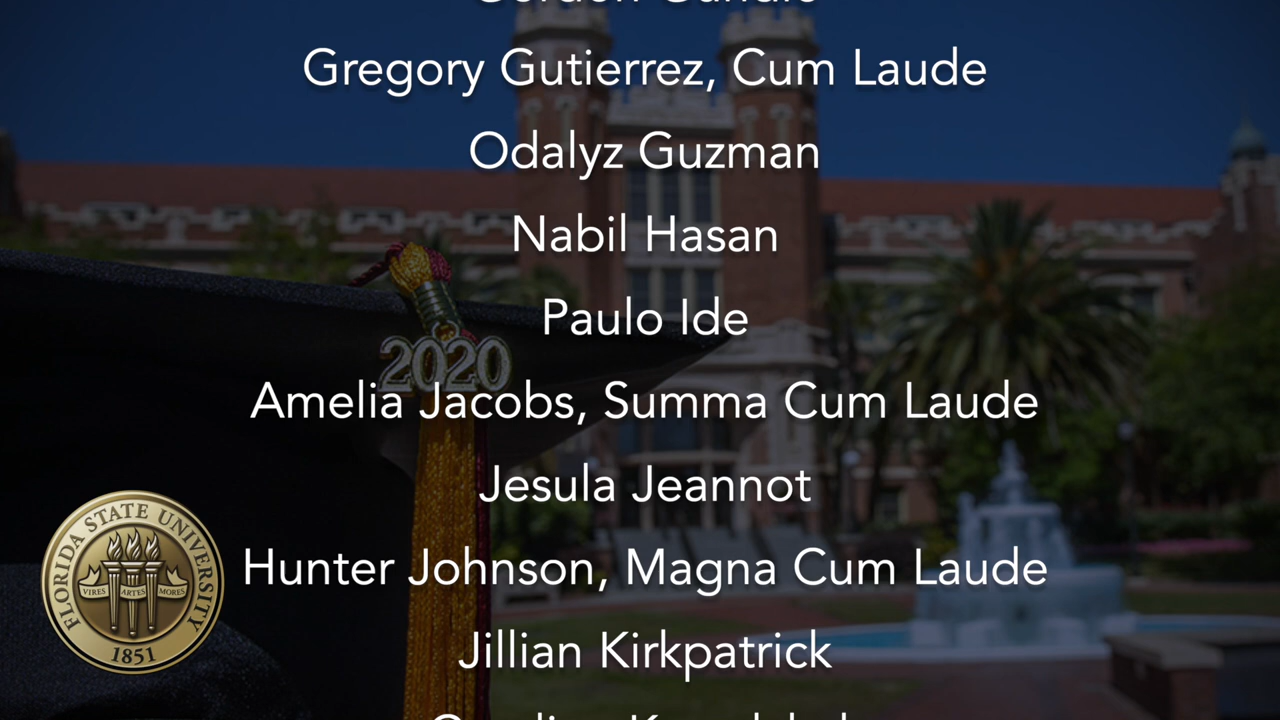 Gregory Gutierrez, Cum Laude
Odalyz Guzman
Nabil Hasan
Paulo Ide
2020
Amelia Jacobs, Summa Cum Laude
Jesula Jeannot
Hunter Johnson, Magna Cum Laude
Jillian Kirkpatrick
FLORIDA STATE UNIVERSITY
VIRES ARTES MORES
1851